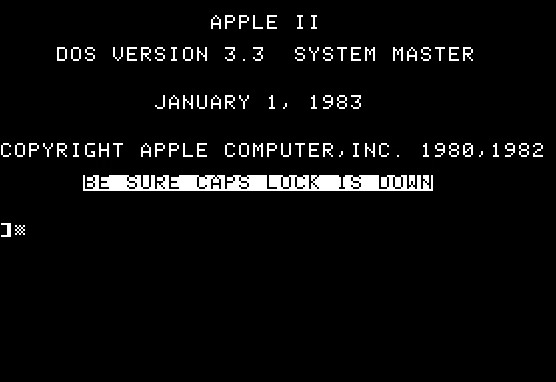 APPLE II
DOS VERSION 3.3  SYSTEM MASTER
JANUARY 1, 1983
COPYRIGHT APPLE COMPUTER,INC. 1980,1982
BE SURE CAPS LOCK IS DOWN
]